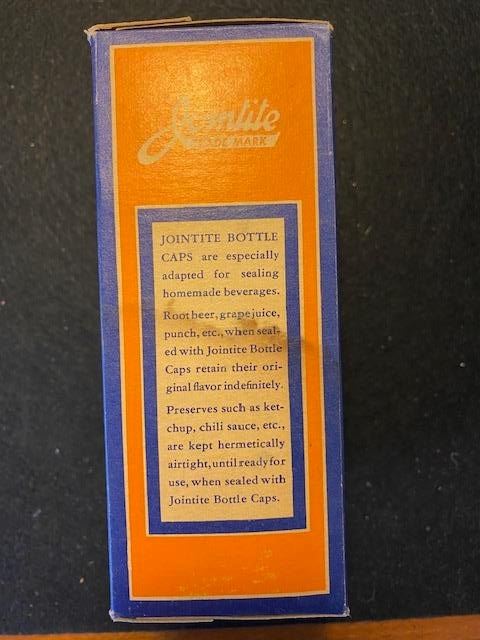 Jointite
TRADE MARK
JOINTITE BOTTLE
CAPS are especially
adapted for sealing
homemade beverages.
Root beer, grape juice,
punch, etc., when seal-
ed with Jointite Bottle
Caps retain their ori-
ginal flavor indefinitely.
Preserves such as ket-
chup, chili sauce, etc.,
are kept hermetically
airtight, until ready for
use, when sealed with
Jointite Bottle Caps.